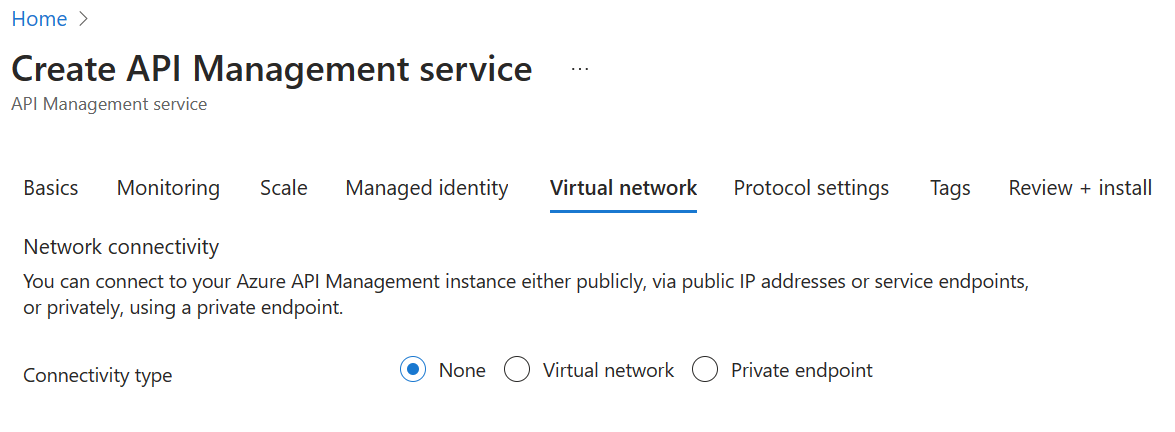 Home
Create API Management service ...
API Management service
Basics Monitoring Scale Managed identity Virtual network Protocol settings Tags Review + install
Network connectivity
You can connect to your Azure API Management instance either publicly, via public IP addresses or service endpoints,
or privately, using a private endpoint.
Connectivity type None Virtual network Private endpoint